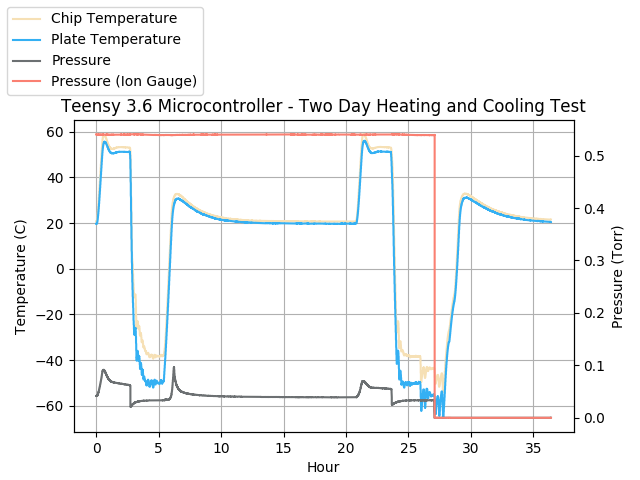 Chip Temperature
Plate Temperature
Pressure
Pressure (Ion Gauge)
Teensy 3.6 Microcontroller - Two Day Heating and Cooling Test
60
40
20
0
−20
−40
−60
Temperature (C)
0.5
0.4
0.3
0.2
0.1
0.0
Pressure (Torr)
0 5 10 15 20 25 30 35
Hour